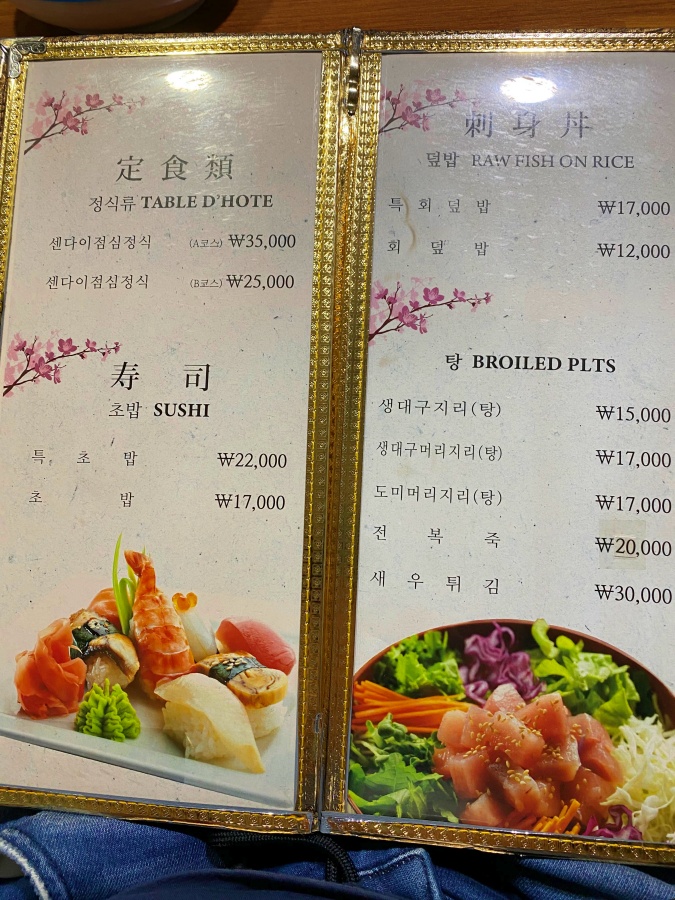 定食類
정식류 TABLE D'HOTE
센다이점심정식 (A코스) ₩35,000
센다이점심정식 (B코스) ₩25,000
寿司
초밥 SUSHI
특초밥 ₩22,000
초밥 ₩17,000
刺身丼
덮밥 RAW FISH ON RICE
특회덮밥 ₩17,000
회덮밥 ₩12,000
탕 BROILED PLTS
생대구지리(탕) ₩15,000
생대구머리지리(탕) ₩17,000
도미머리지리(탕) ₩17,000
전복죽 ₩20,000
새우튀김 ₩30,000